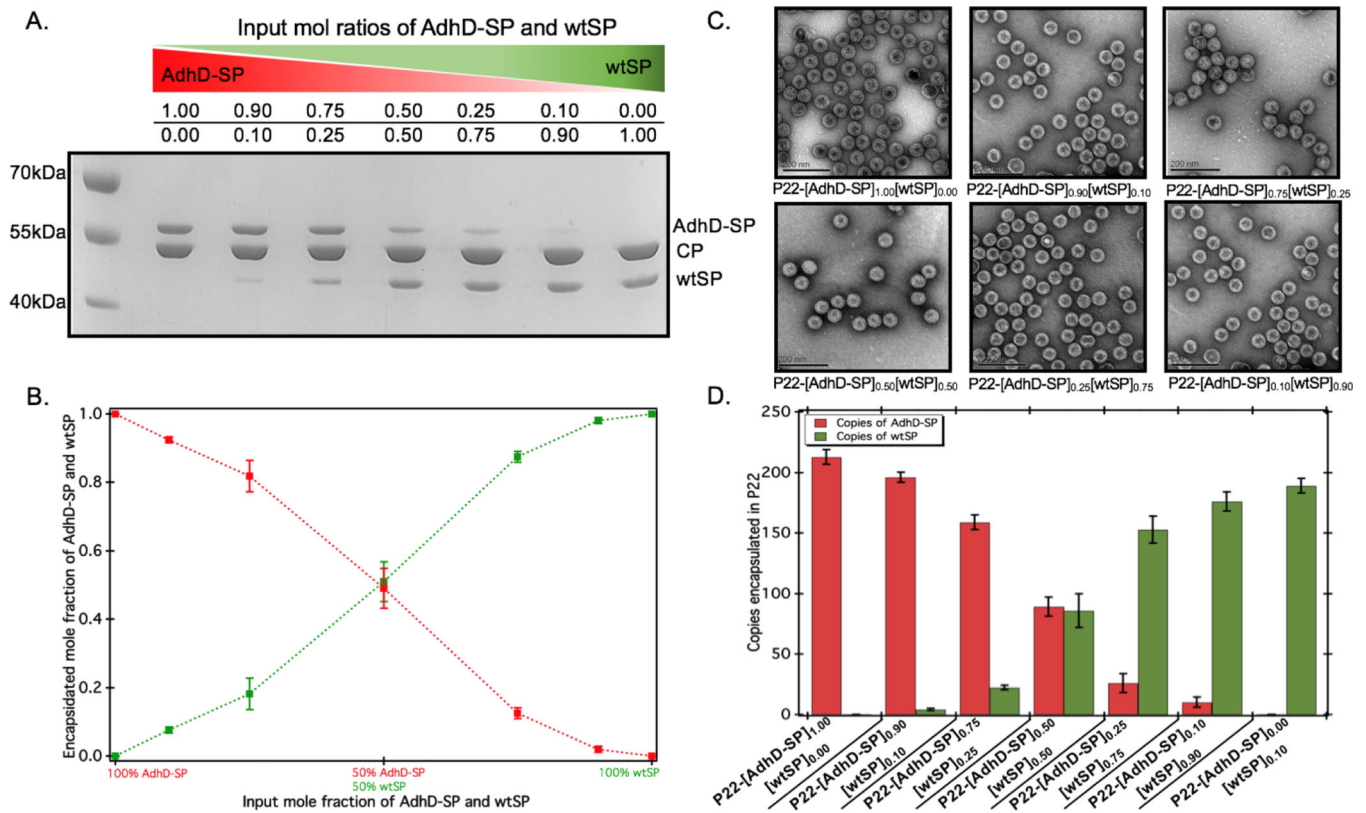 A.
Input mol ratios of AdhD-SP and wtSP
AdhD-SP
wtSP
1.00 0.90 0.75 0.50 0.25 0.10 0.00
0.00 0.10 0.25 0.50 0.75 0.90 1.00
70kDa
55kDa
40kDa
AdhD-SP
CP
wtSP
B.
Encapsidated mole fraction of AdhD-SP and wtSP
1.0
0.8
0.6
0.4
0.2
0.0
100% AdhD-SP
50% AdhD-SP
50% wtSP
100% wtSP
Input mole fraction of AdhD-SP and wtSP
C.
200 nm
200 nm
200 nm
P22-[AdhD-SP]1.00[wtSP]0.00
P22-[AdhD-SP]0.90[wtSP]0.10
P22-[AdhD-SP]0.75[wtSP]0.25
200 nm
200 nm
200 nm
P22-[AdhD-SP]0.50[wtSP]0.50
P22-[AdhD-SP]0.25[wtSP]0.75
P22-[AdhD-SP]0.10[wtSP]0.90
D.
Copies encapsulated in P22
250
200
150
100
50
0
Copies of AdhD-SP
Copies of wtSP
P22-[AdhD-SP]1.00
[wtSP]0.00
P22-[AdhD-SP]0.90
[wtSP]0.10
P22-[AdhD-SP]0.75
[wtSP]0.25
P22-[AdhD-SP]0.50
[wtSP]0.50
P22-[AdhD-SP]0.25
[wtSP]0.75
P22-[AdhD-SP]0.10
[wtSP]0.90
P22-[AdhD-SP]0.00
[wtSP]0.10